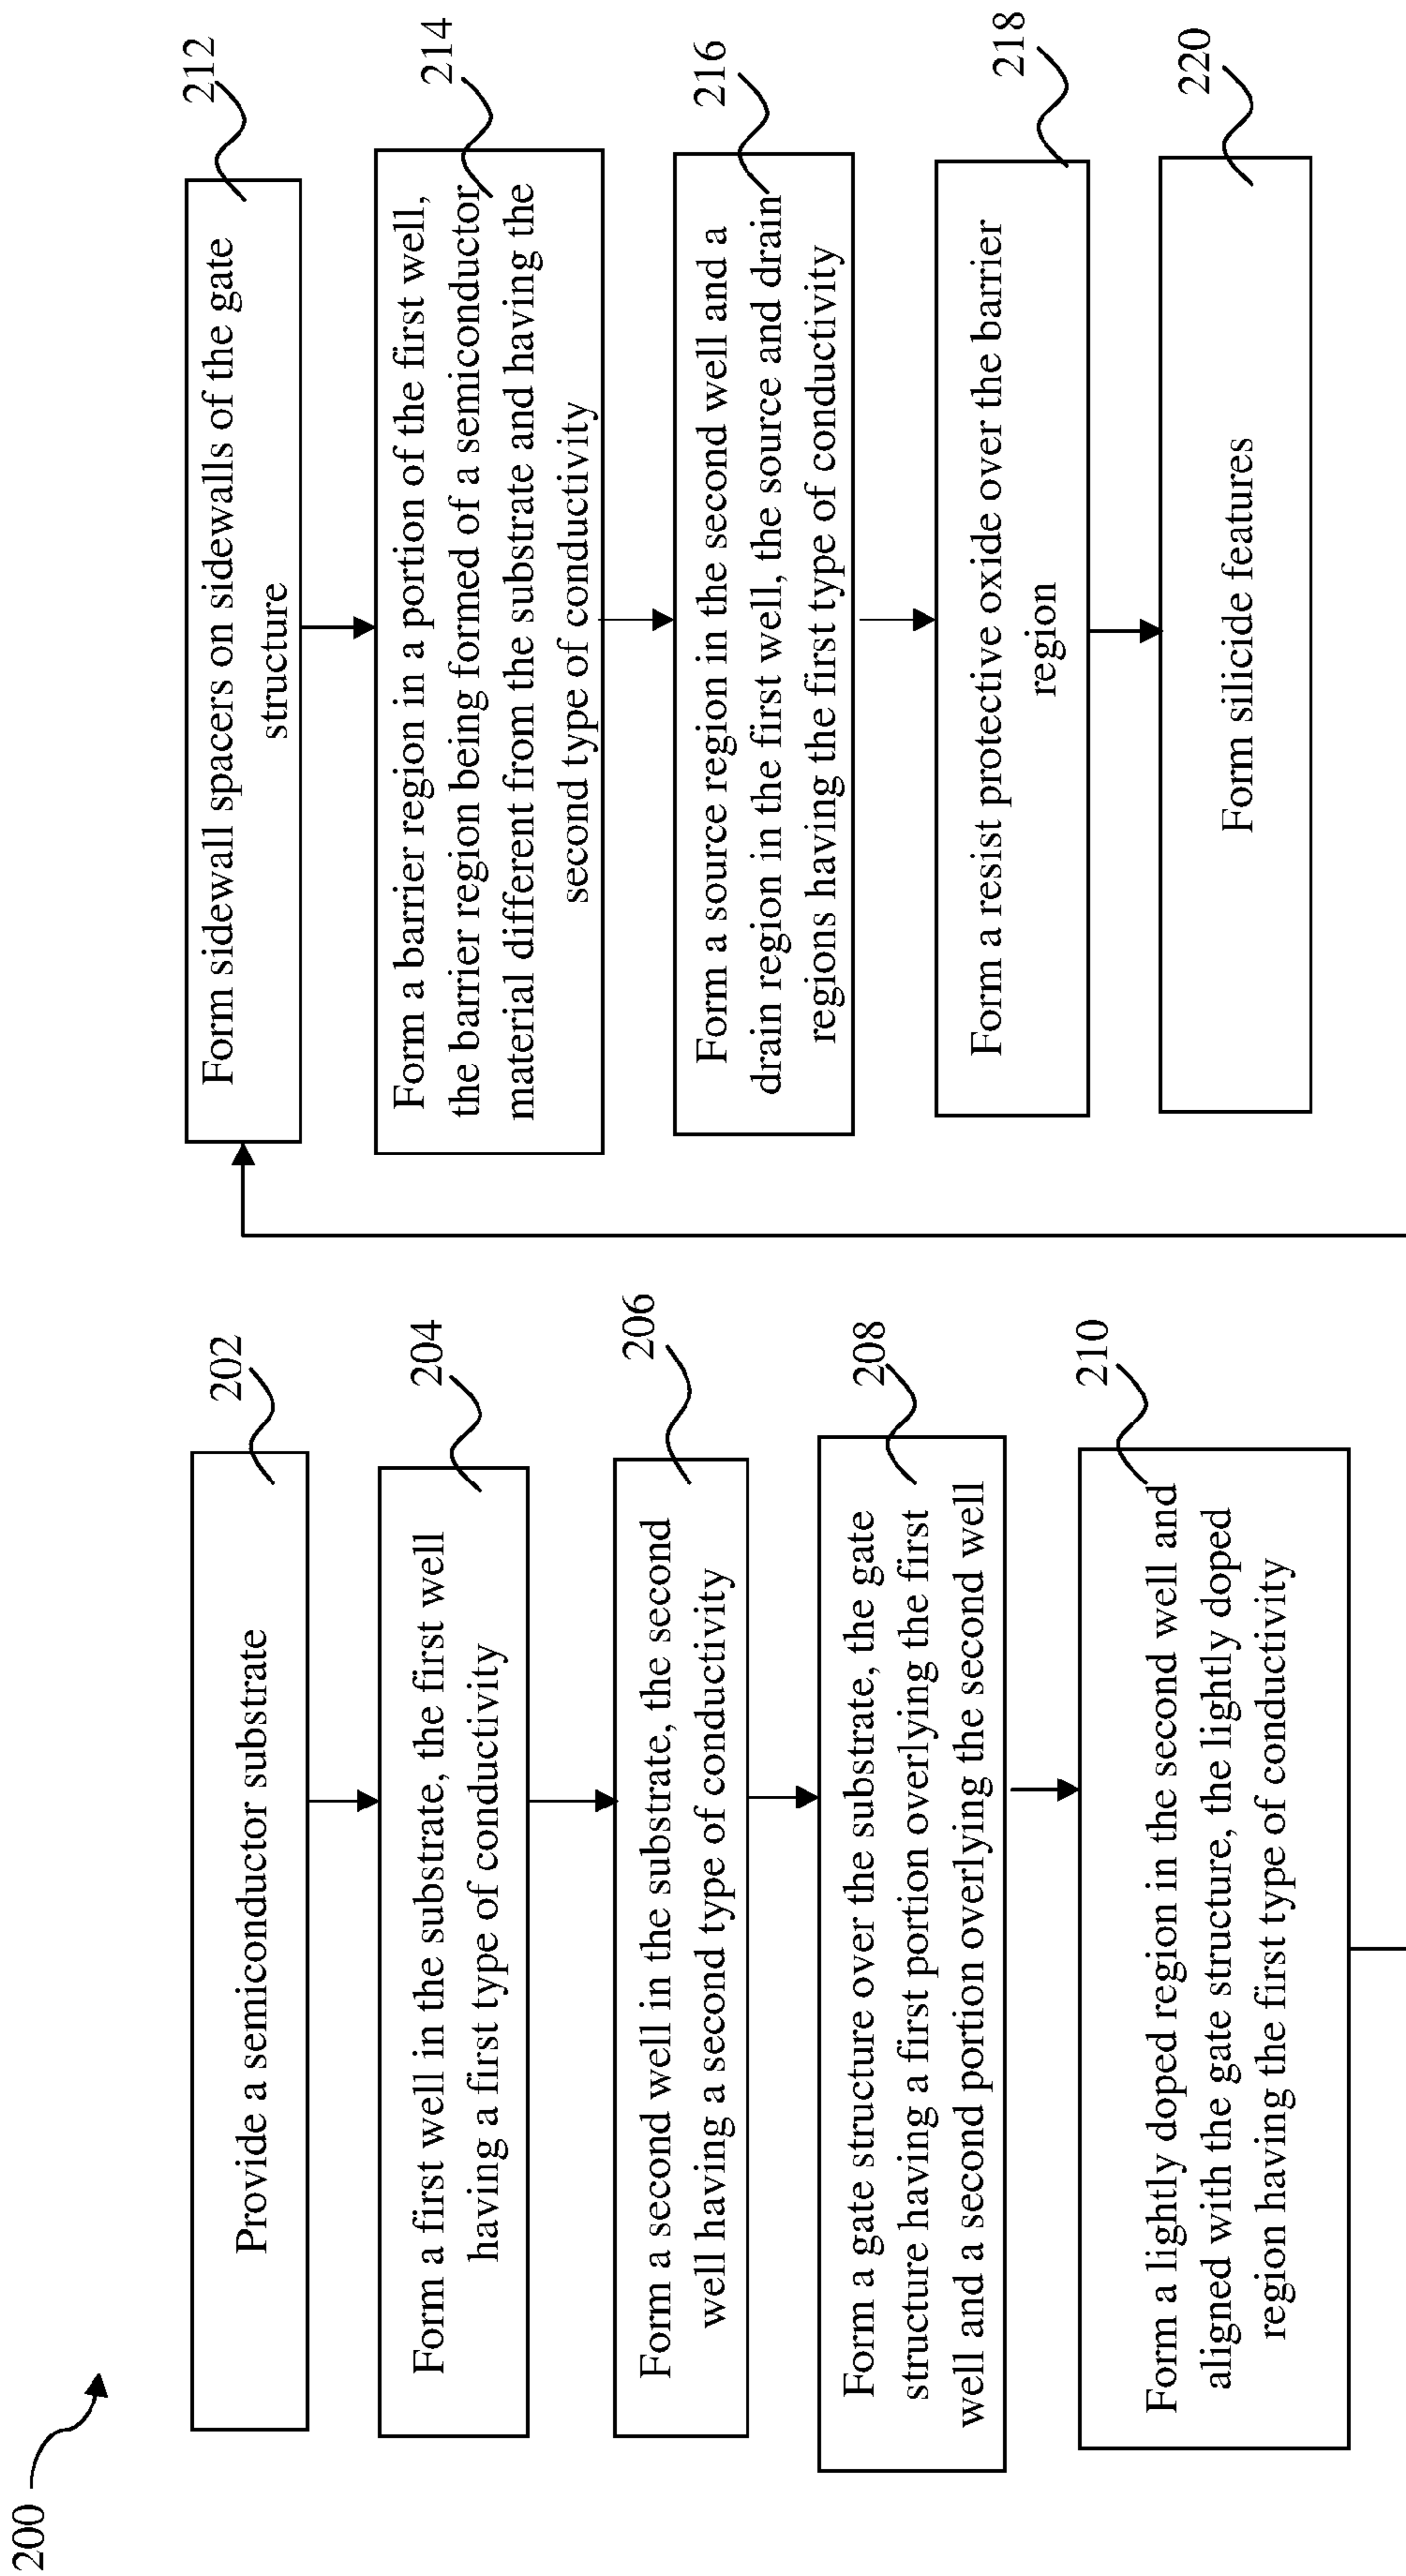 200
202
Provide a semiconductor substrate
204
Form a first well in the substrate, the first well
having a first type of conductivity
206
Form a second well in the substrate, the second
well having a second type of conductivity
208
Form a gate structure over the substrate, the gate
structure having a first portion overlying the first
well and a second portion overlying the second well
210
Form a lightly doped region in the second well and
aligned with the gate structure, the lightly doped
region having the first type of conductivity
212
Form sidewall spacers on sidewalls of the gate
structure
214
Form a barrier region in a portion of the first well,
the barrier region being formed of a semiconductor
material different from the substrate and having the
second type of conductivity
216
Form a source region in the second well and a
drain region in the first well, the source and drain
regions having the first type of conductivity
218
Form a resist protective oxide over the barrier
region
220
Form silicide features